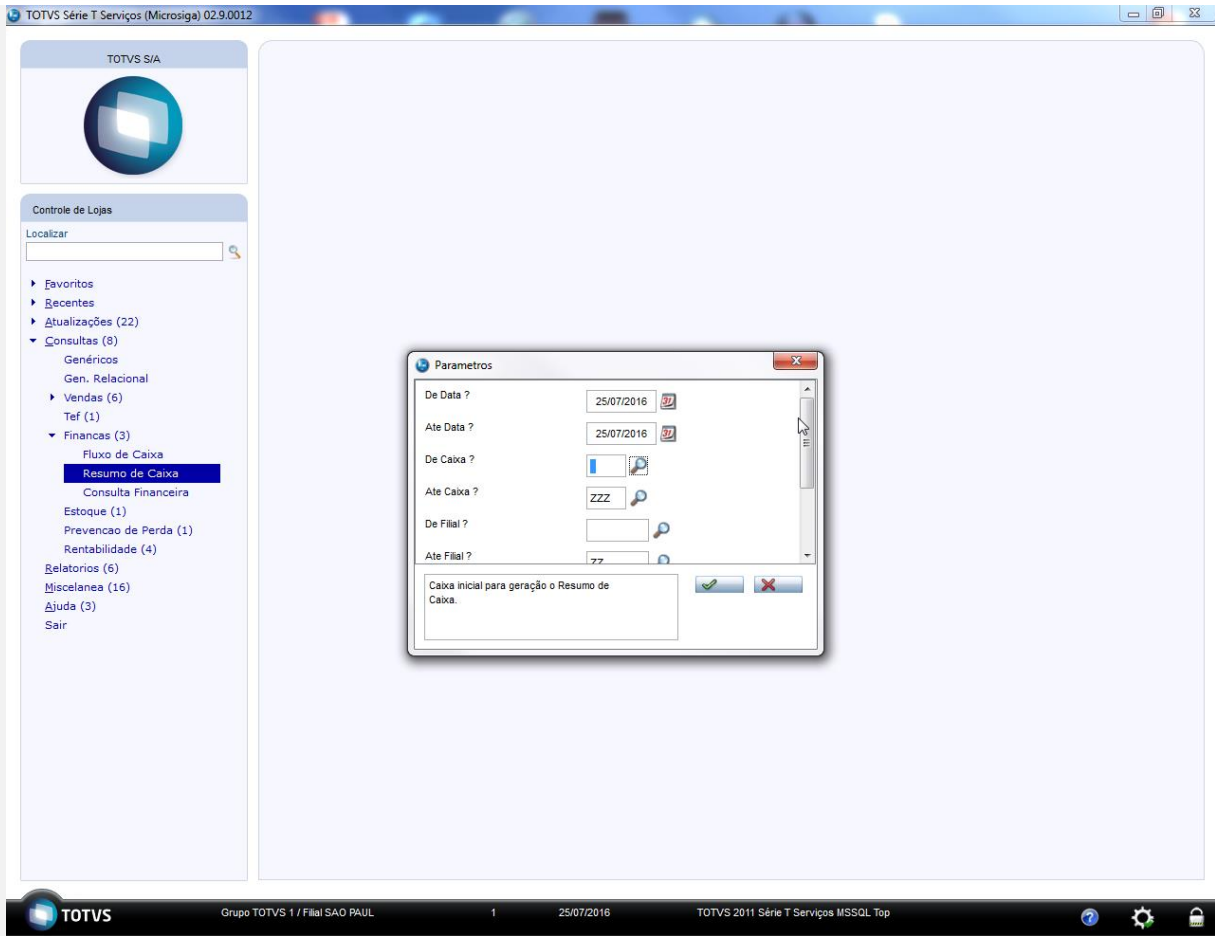 TOTVS Série T Serviços (Microsiga) 02.9.0012
TOTVS S/A
Controle de Lojas
Localizar
Favoritos
Recentes
Atualizações (22)
Consultas (8)
Genéricos
Gen. Relacional
Vendas (6)
Tef (1)
Financas (3)
Fluxo de Caixa
Resumo de Caixa
Consulta Financeira
Estoque (1)
Prevencao de Perda (1)
Rentabilidade (4)
Relatorios (6)
Miscelanea (16)
Ajuda (3)
Sair
Parametros
De Data ? 25/07/2016
Ate Data ? 25/07/2016
De Caixa ?
Ate Caixa ? ZZZ
De Filial ?
Ate Filial ? ZZ
Caixa inicial para geração o Resumo de
Caixa.
TOTVS Grupo TOTVS 1 / Filial SAO PAUL 1 25/07/2016 TOTVS 2011 Série T Serviços MSSQL Top